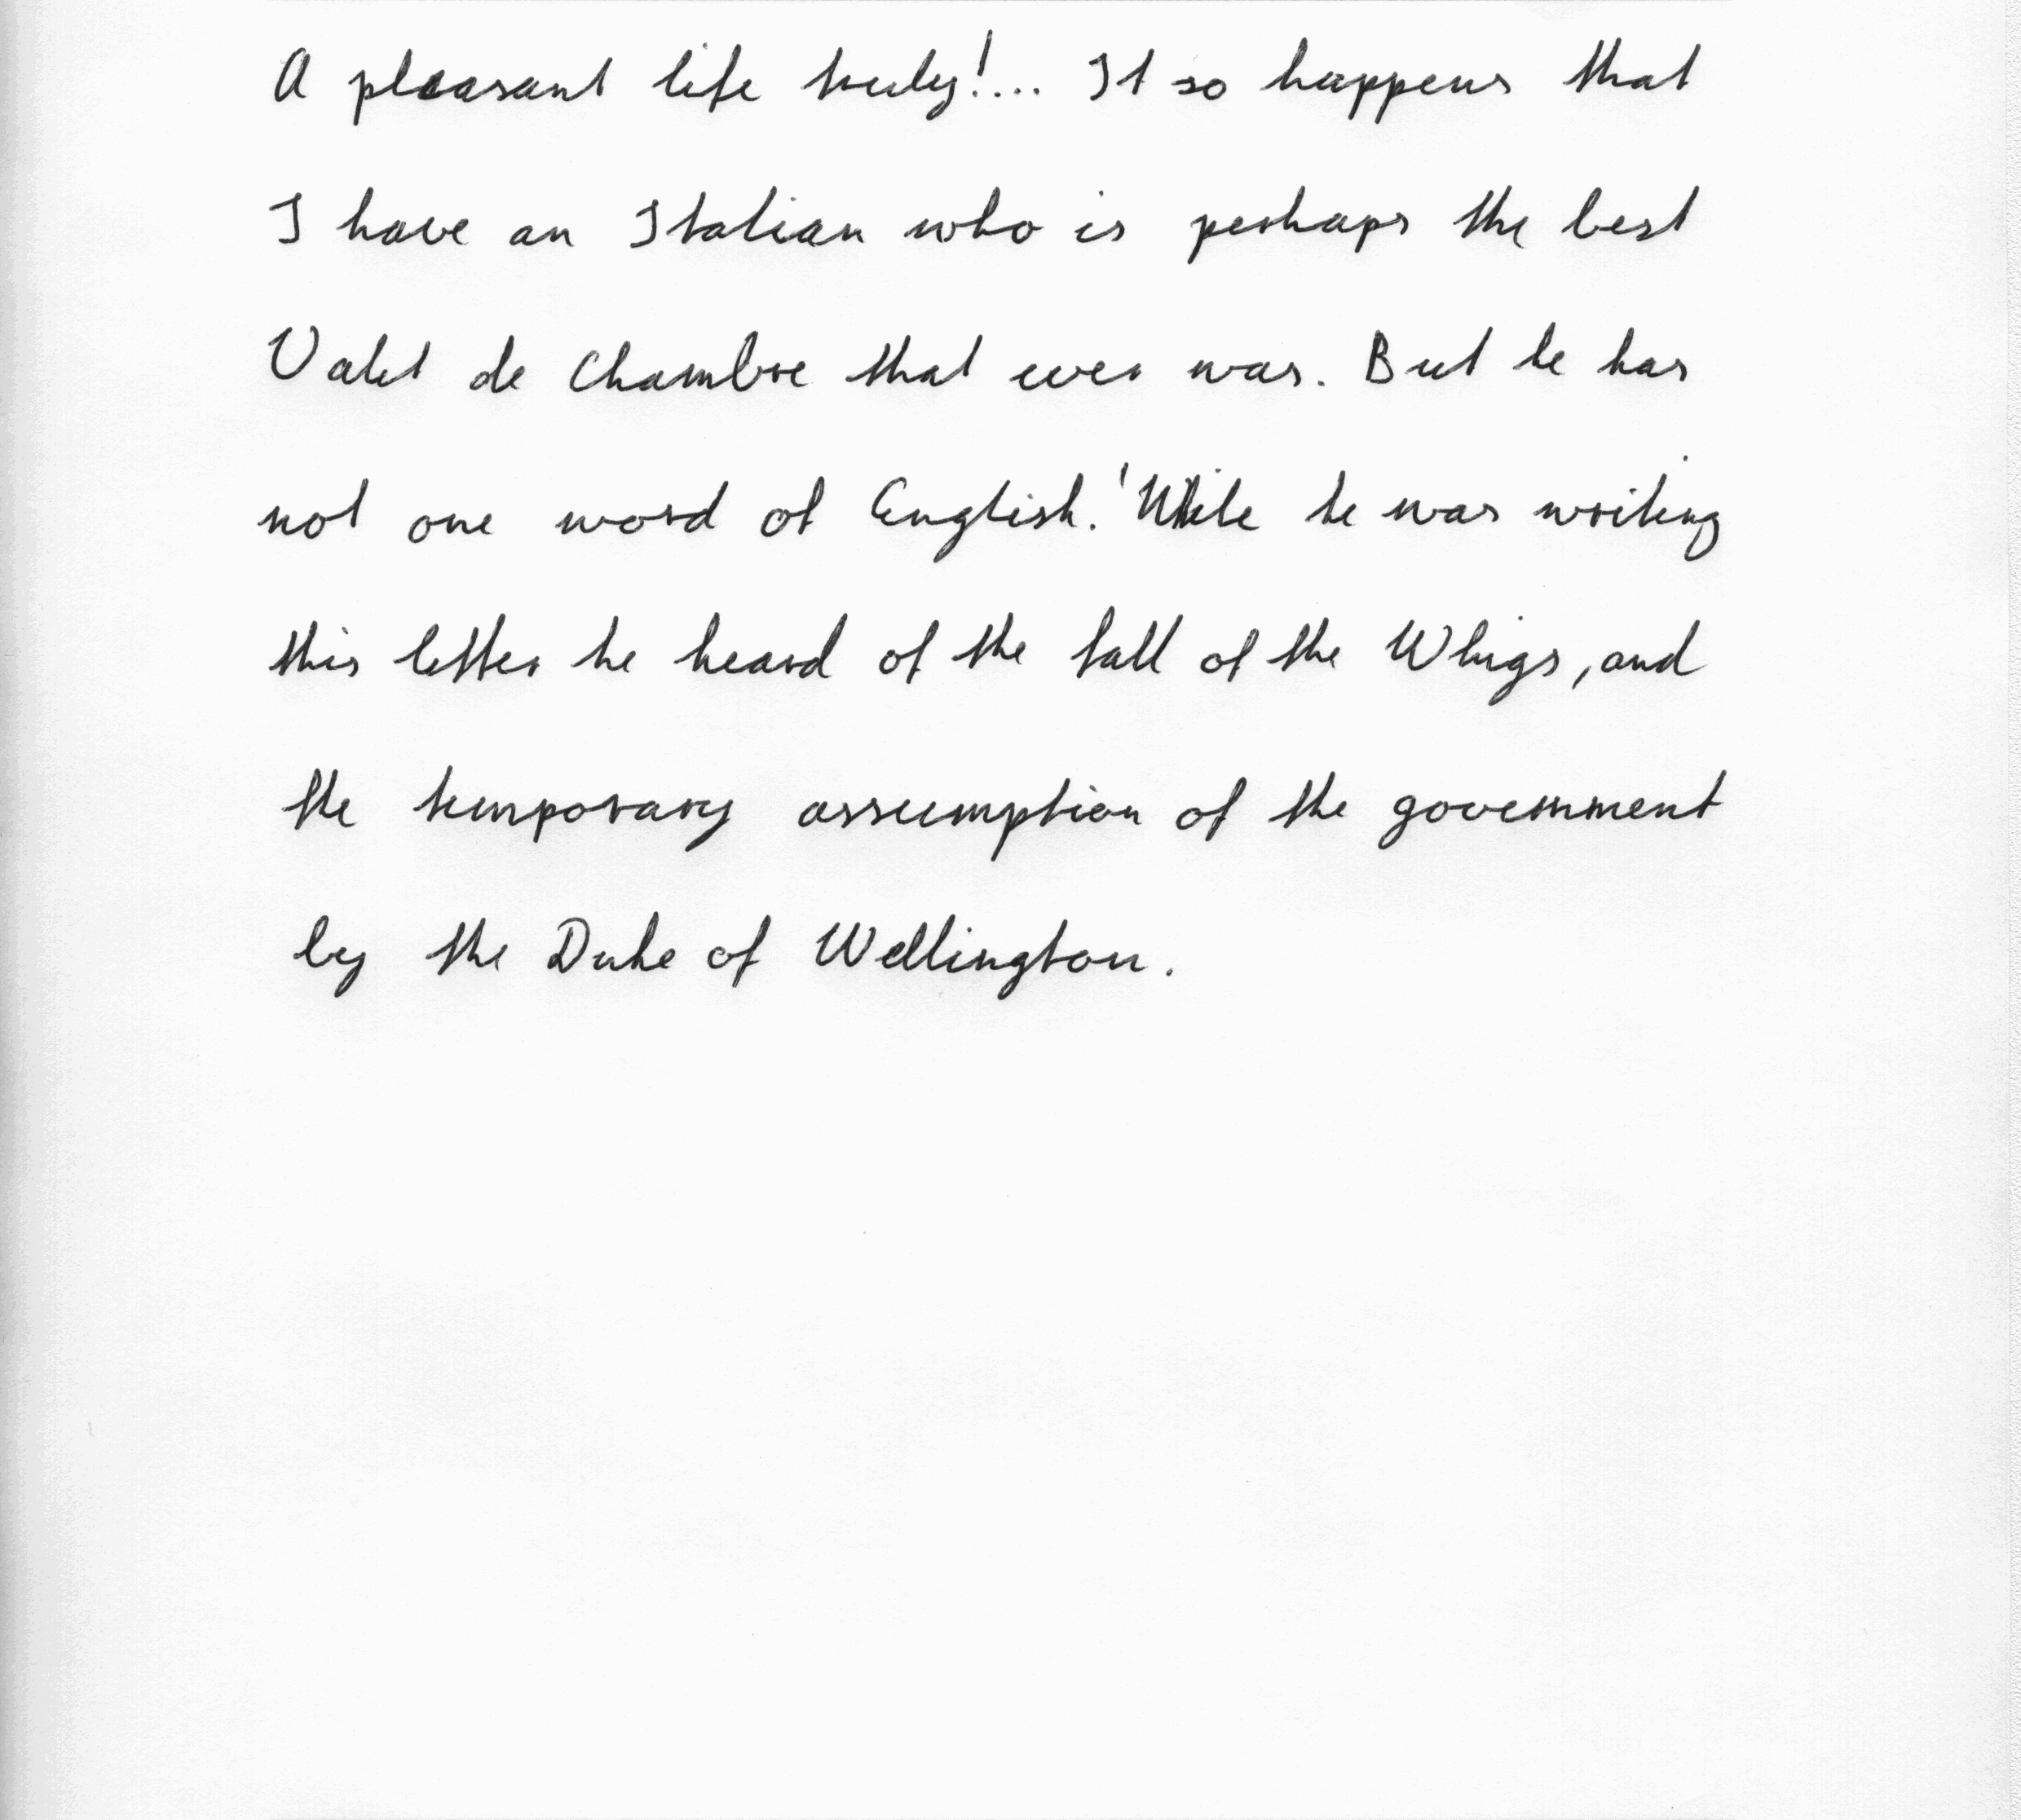 A pleasant life truly!... It so happens that
I have an Italian who is perhaps the best
Valet de Chambre that ever was. But he has
not one word of English.' While he was writing
this letter he heard of the fall of the Whigs, and
the temporary assumption of the government
by the Duke of Wellington.